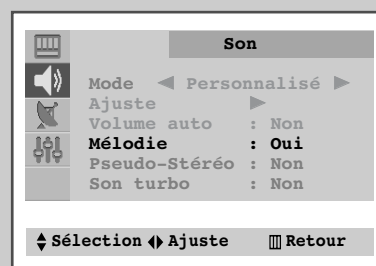 Son
Mode ◀ Personnalisé ▶
Ajuste ▶
Volume auto : Non
Mélodie : Oui
Pseudo-Stéréo : Non
Son turbo : Non
Sélection Ajuste Retour